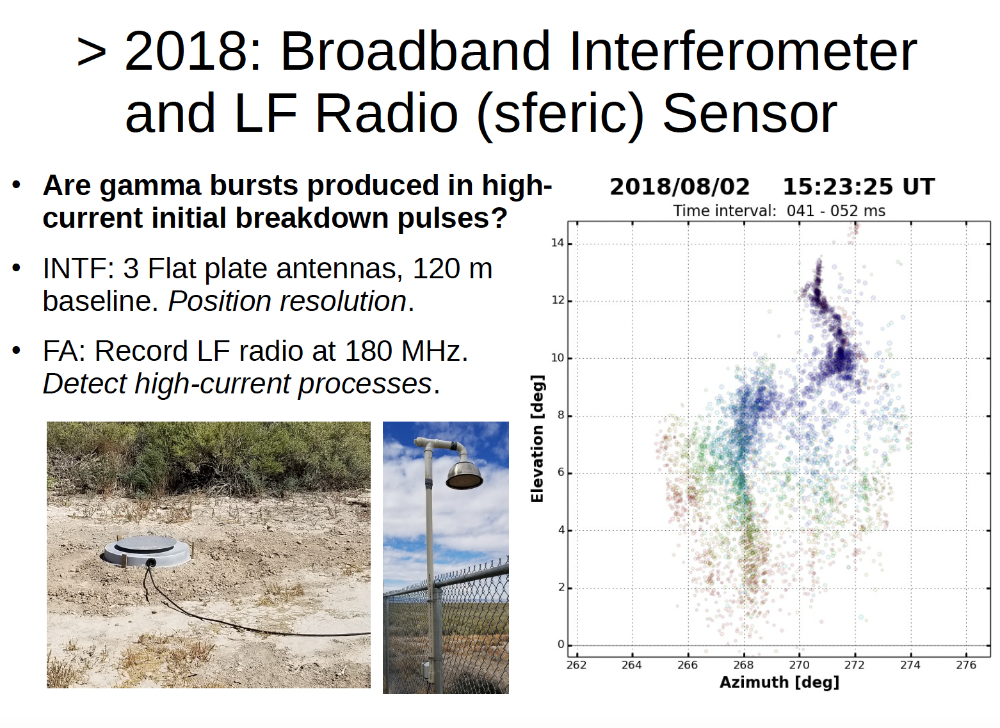 > 2018: Broadband Interferometer
and LF Radio (sferic) Sensor
• Are gamma bursts produced in high-
current initial breakdown pulses?
• INTF: 3 Flat plate antennas, 120 m
baseline. Position resolution.
• FA: Record LF radio at 180 MHz.
Detect high-current processes.
2018/08/02 15:23:25 UT
Time interval: 041 - 052 ms
Elevation [deg]
14
12
10
8
6
4
2
0
262 264 266 268 270 272 274 276
Azimuth [deg]